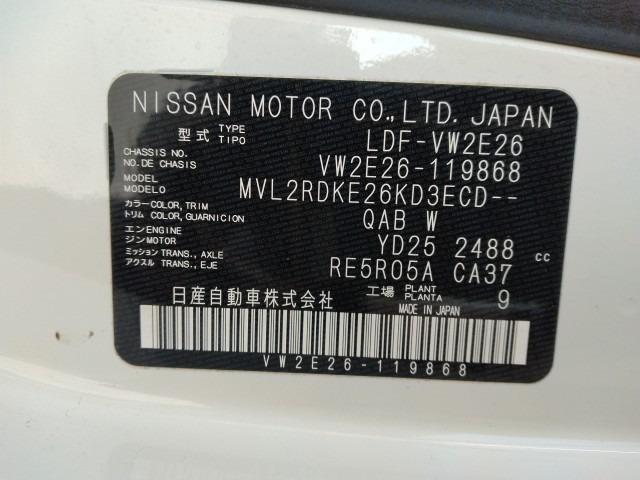 NISSAN MOTOR CO.,LTD. JAPAN
型式 TYPE TIPO LDF-VW2E26
CHASSIS NO. NO. DE CHASIS VW2E26-119868
MODEL MODELO MVL2RDKE26KD3ECD--
カラー COLOR, TRIM トリム COLOR, GUARNICION QAB W
エンENGINE ジンMOTOR YD25 2488 cc
ミッション TRANS., AXLE アクスル TRANS., EJE RE5R05A CA37
日産自動車株式会社 工場 PLANT PLANTA 9
MADE IN JAPAN
VW2E26-119868